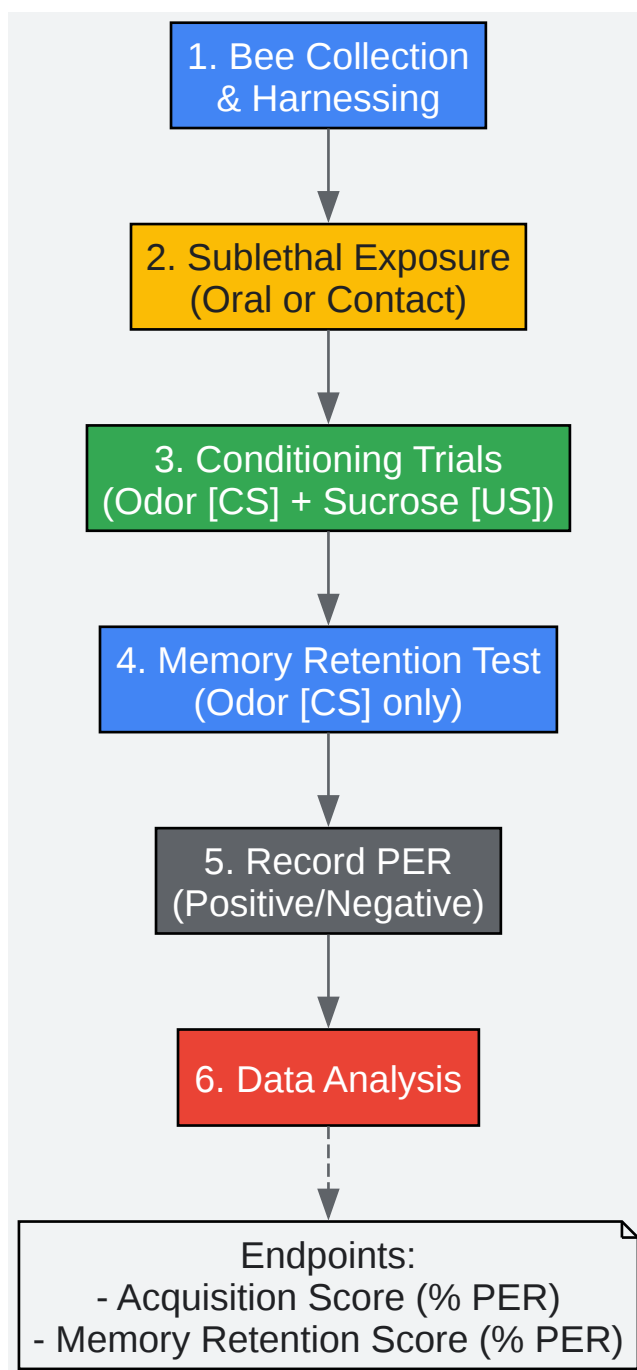 1. Bee Collection
& Harnessing
2. Sublethal Exposure
(Oral or Contact)
3. Conditioning Trials
(Odor [CS] + Sucrose [US])
4. Memory Retention Test
(Odor [CS] only)
5. Record PER
(Positive/Negative)
6. Data Analysis
Endpoints:
- Acquisition Score (% PER)
- Memory Retention Score (% PER)